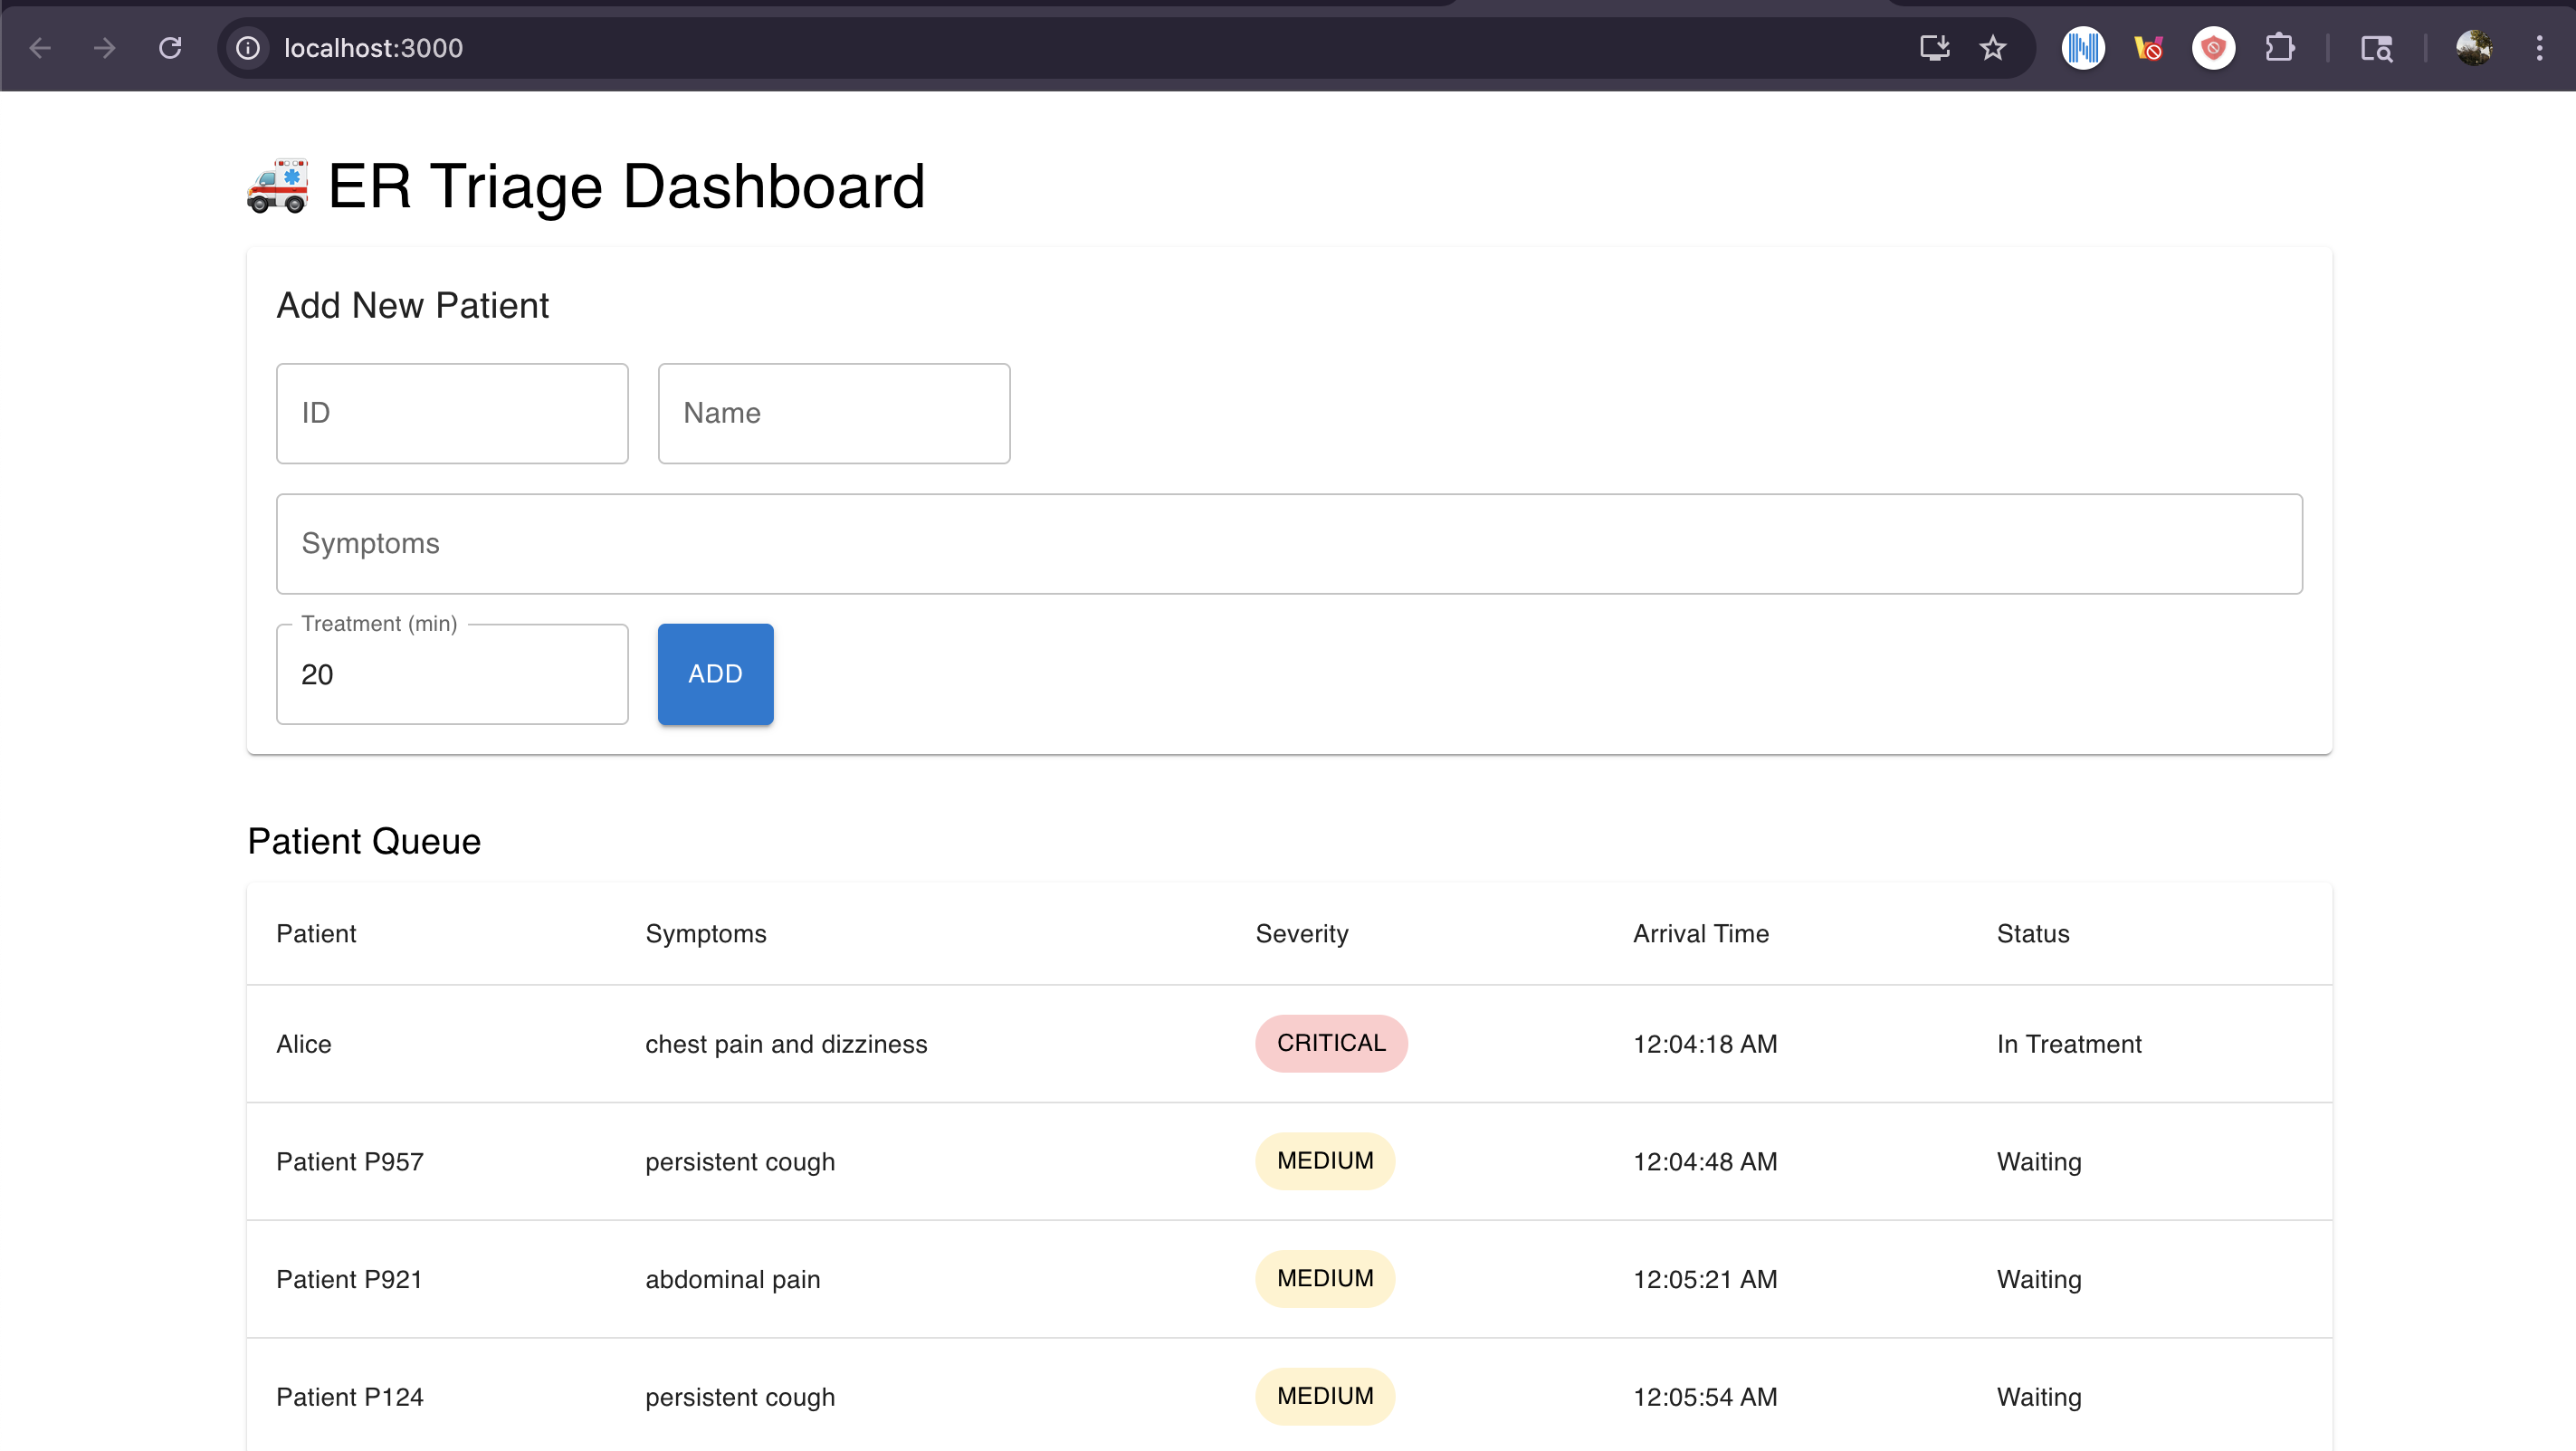 localhost:3000
ER Triage Dashboard
Add New Patient
ID Name
Symptoms
Treatment (min)
20 ADD
Patient Queue
Patient Symptoms Severity Arrival Time Status
Alice chest pain and dizziness CRITICAL 12:04:18 AM In Treatment
Patient P957 persistent cough MEDIUM 12:04:48 AM Waiting
Patient P921 abdominal pain MEDIUM 12:05:21 AM Waiting
Patient P124 persistent cough MEDIUM 12:05:54 AM Waiting